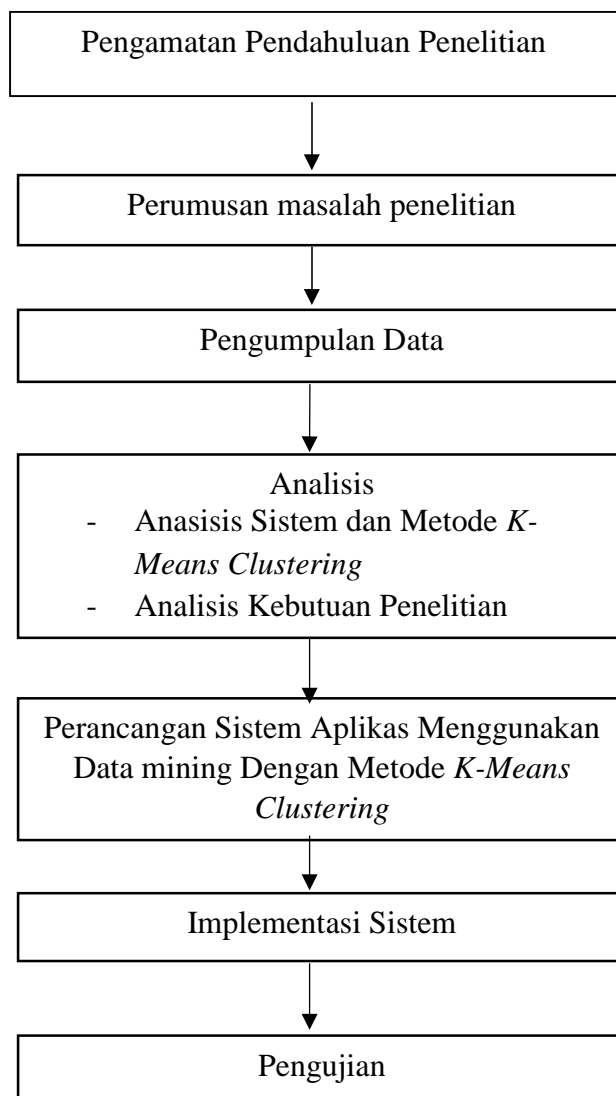 Pengamatan Pendahuluan Penelitian
Perumusan masalah penelitian
Pengumpulan Data
Analisis
- Anasisis Sistem dan Metode K-
Means Clustering
- Analisis Kebutuan Penelitian
Perancangan Sistem Aplikas Menggunakan
Data mining Dengan Metode K-Means
Clustering
Implementasi Sistem
Pengujian